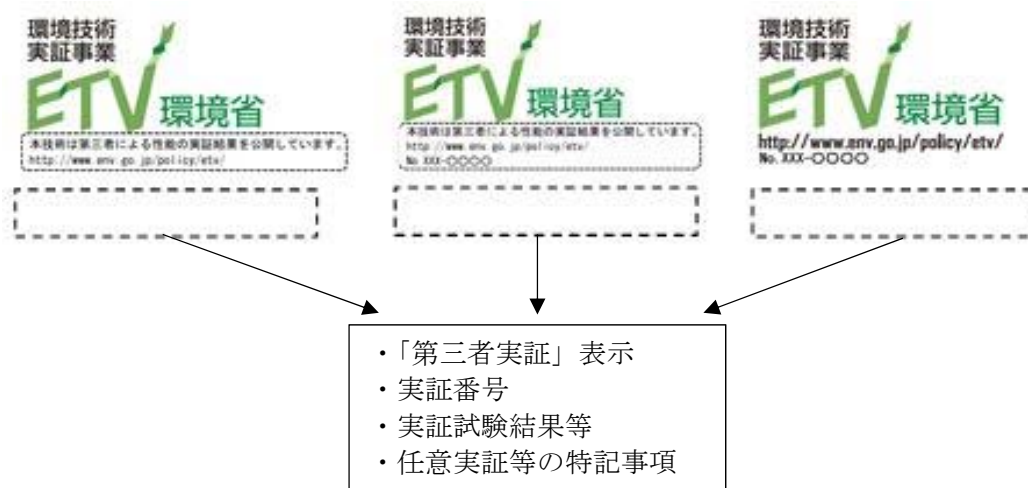 環境技術
実証事業
ETV 環境省
本技術は第三者による性能の実証結果を公開しています。
http://www.env.go.jp/policy/etv/
環境技術
実証事業
ETV 環境省
本技術は第三者による性能の実証結果を公開しています。
http://www.env.go.jp/policy/etv/
No. XXX-○○○○
環境技術
実証事業
ETV 環境省
http://www.env.go.jp/policy/etv/
No. XXX-○○○○
・「第三者実証」表示
・実証番号
・実証試験結果等
・任意実証等の特記事項